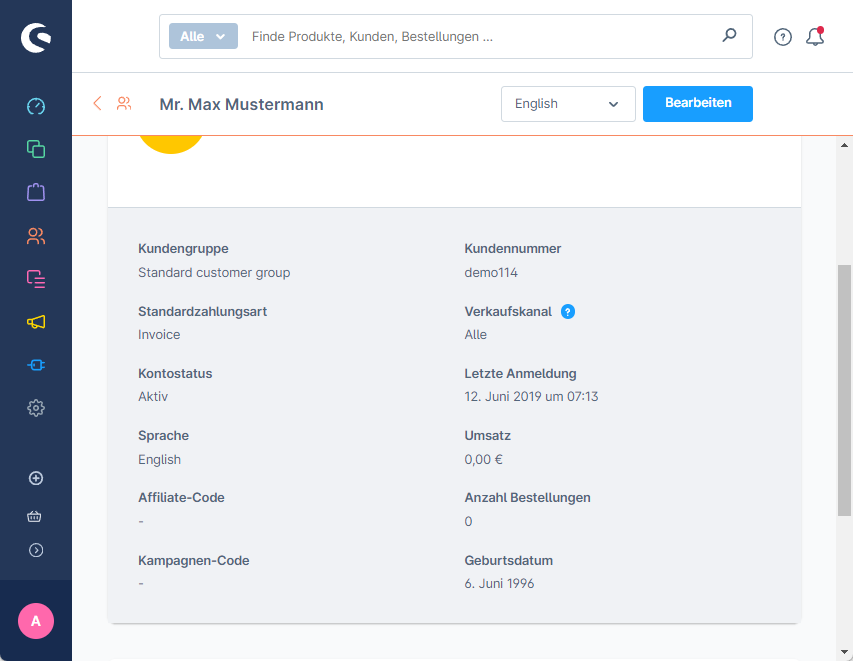 Alle
Finde Produkte, Kunden, Bestellungen ...
?
Mr. Max Mustermann
English
Bearbeiten
Kundengruppe
Standard customer group
Kundennummer
demo114
Standardzahlungsart
Invoice
Verkaufskanal ?
Alle
Kontostatus
Aktiv
Letzte Anmeldung
12. Juni 2019 um 07:13
Sprache
English
Umsatz
0,00 €
Affiliate-Code
-
Anzahl Bestellungen
0
Kampagnen-Code
-
Geburtsdatum
6. Juni 1996
A